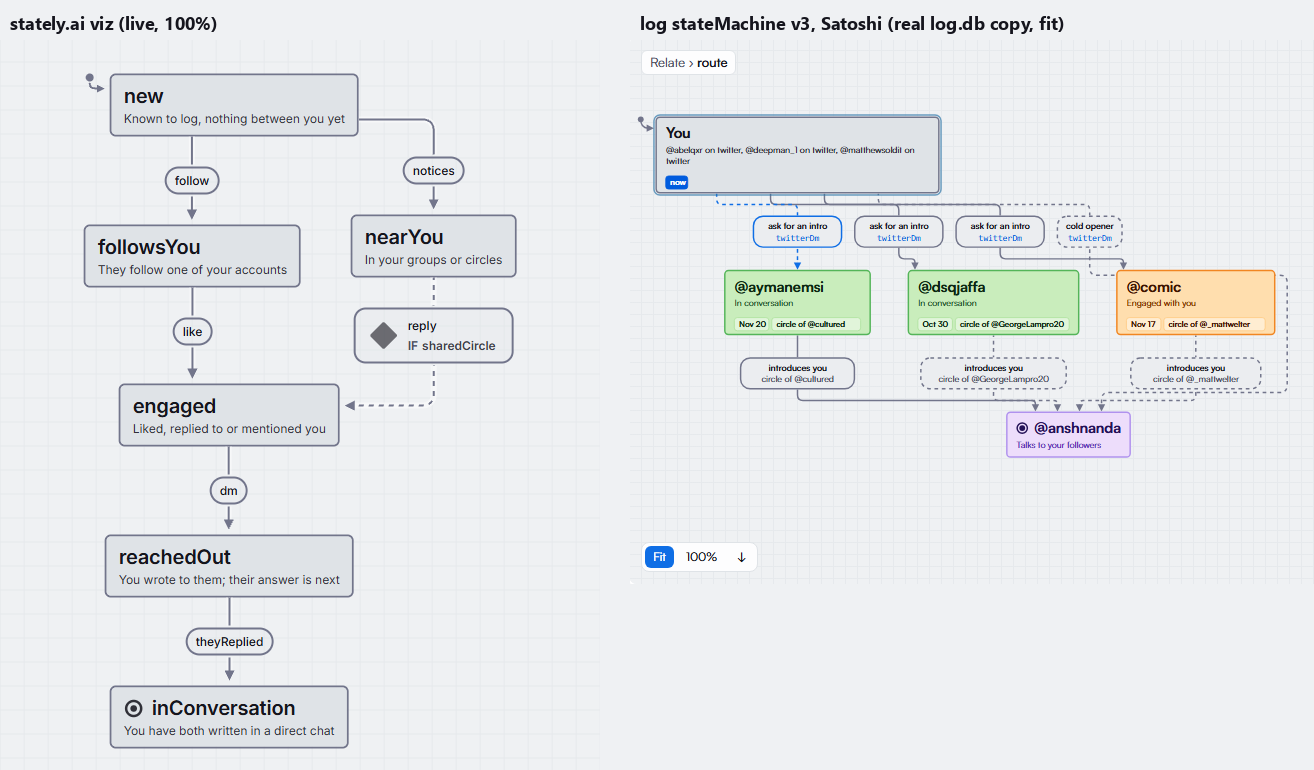 stately.ai viz (live, 100%)
new
Known to log, nothing between you yet
follow
notices
followsYou
They follow one of your accounts
nearYou
In your groups or circles
like
reply
IF sharedCircle
engaged
Liked, replied to or mentioned you
dm
reachedOut
You wrote to them; their answer is next
theyReplied
inConversation
You have both written in a direct chat
log stateMachine v3, Satoshi (real log.db copy, fit)
Relate › route
You
@abelqxr on twitter, @deepman_1 on twitter, @matthewsoldit on
twitter
now
ask for an intro
twitterDm
ask for an intro
twitterDm
ask for an intro
twitterDm
cold opener
twitterDm
@aymanemsi
In conversation
Nov 20 circle of @cultured
@dsqjaffa
In conversation
Oct 30 circle of @GeorgeLampro20
@comic
Engaged with you
Nov 17 circle of @_mattwelter
introduces you
circle of @cultured
introduces you
circle of @GeorgeLampro20
introduces you
circle of @_mattwelter
@anshnanda
Talks to your followers
Fit 100% ↓